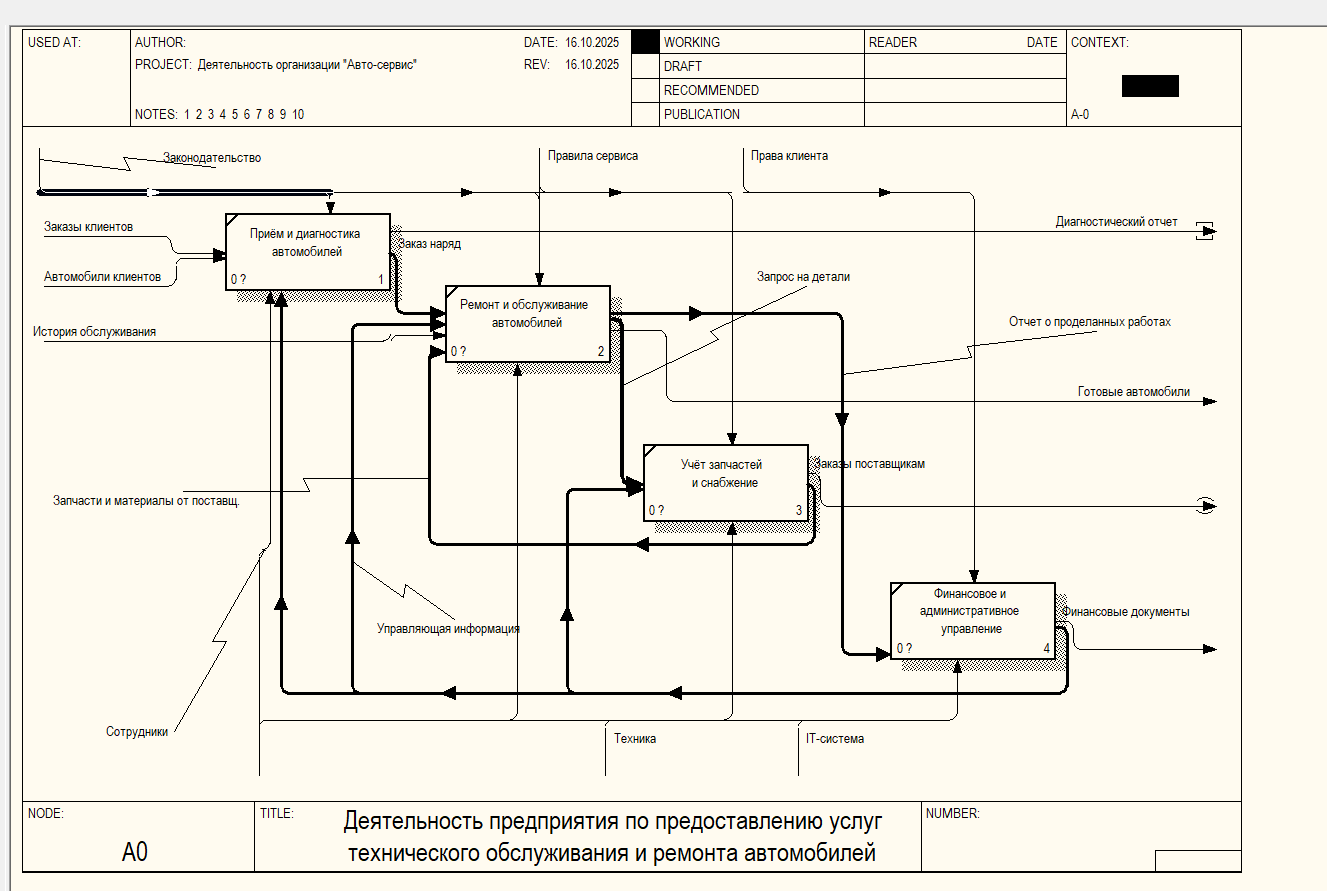 USED AT:
AUTHOR:
DATE: 16.10.2025
PROJECT: Деятельность организации "Авто-сервис"
REV: 16.10.2025
NOTES: 1 2 3 4 5 6 7 8 9 10
WORKING
DRAFT
RECOMMENDED
PUBLICATION
READER
DATE
CONTEXT:
A-0
Законодательство
Правила сервиса
Права клиента
Заказы клиентов
Автомобили клиентов
Приём и диагностика
автомобилей
0 ?
1
Заказ наряд
Диагностический отчет
История обслуживания
Ремонт и обслуживание
автомобилей
0 ?
2
Запрос на детали
Отчет о проделанных работах
Готовые автомобили
Учёт запчастей
и снабжение
0 ?
3
Заказы поставщикам
Запчасти и материалы от поставщ.
Финансовое и
административное
управление
0 ?
4
Финансовые документы
Управляющая информация
Сотрудники
Техника
IT-система
NODE:
A0
TITLE:
Деятельность предприятия по предоставлению услуг
технического обслуживания и ремонта автомобилей
NUMBER: